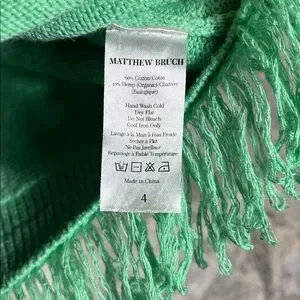 MATTHEW BRUCH
60% Cotton/Coton
40% Hemp (Organic)/Chanvre
(Biologique)
Hand Wash Cold
Dry Flat
Do Not Bleach
Cool Iron Only
Lavage à la Main à Eau Froide
Sécher à Plat
Ne Pas Javelliser
Repassage à Faible Température
Made in China
4